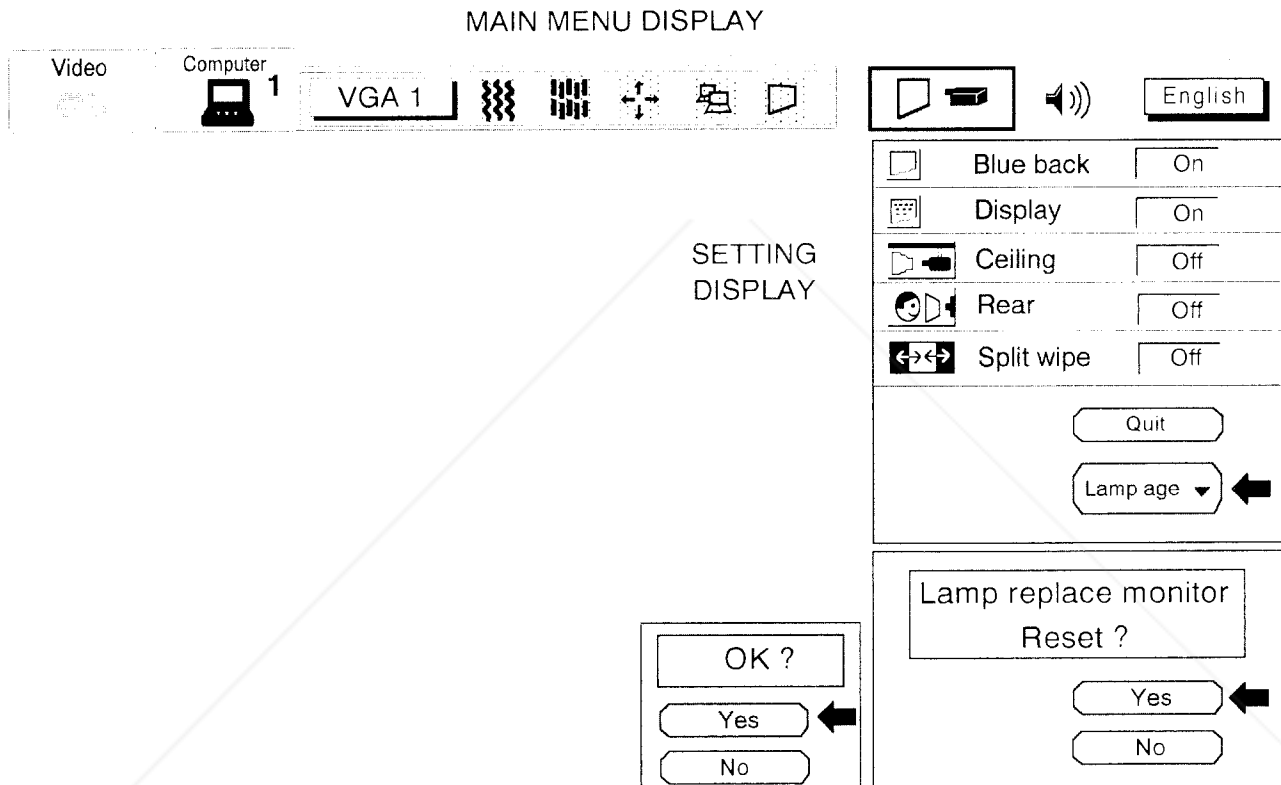 MAIN MENU DISPLAY
Video
Computer
1
VGA 1
English
Blue back On
Display On
SETTING
DISPLAY
Ceiling Off
Rear Off
Split wipe Off
Quit
Lamp age
Lamp replace monitor
Reset ?
Yes
No
OK ?
Yes
No